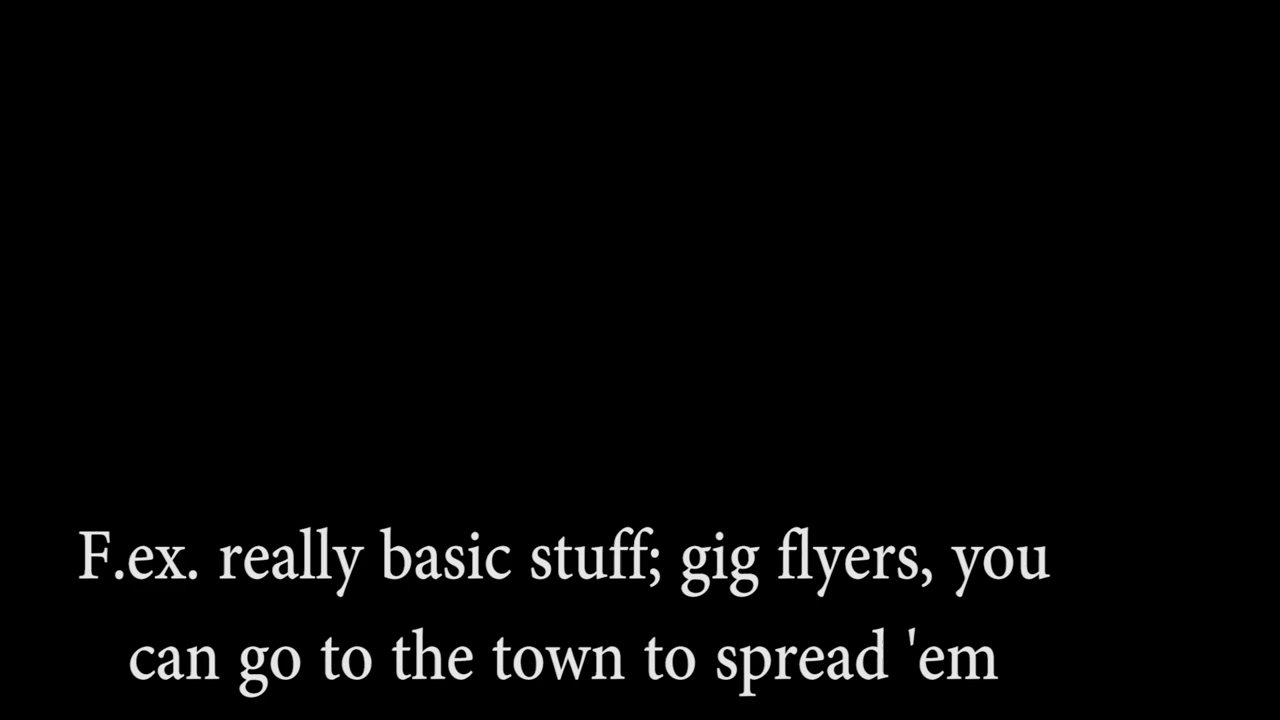 F.ex. really basic stuff; gig flyers, you
can go to the town to spread 'em